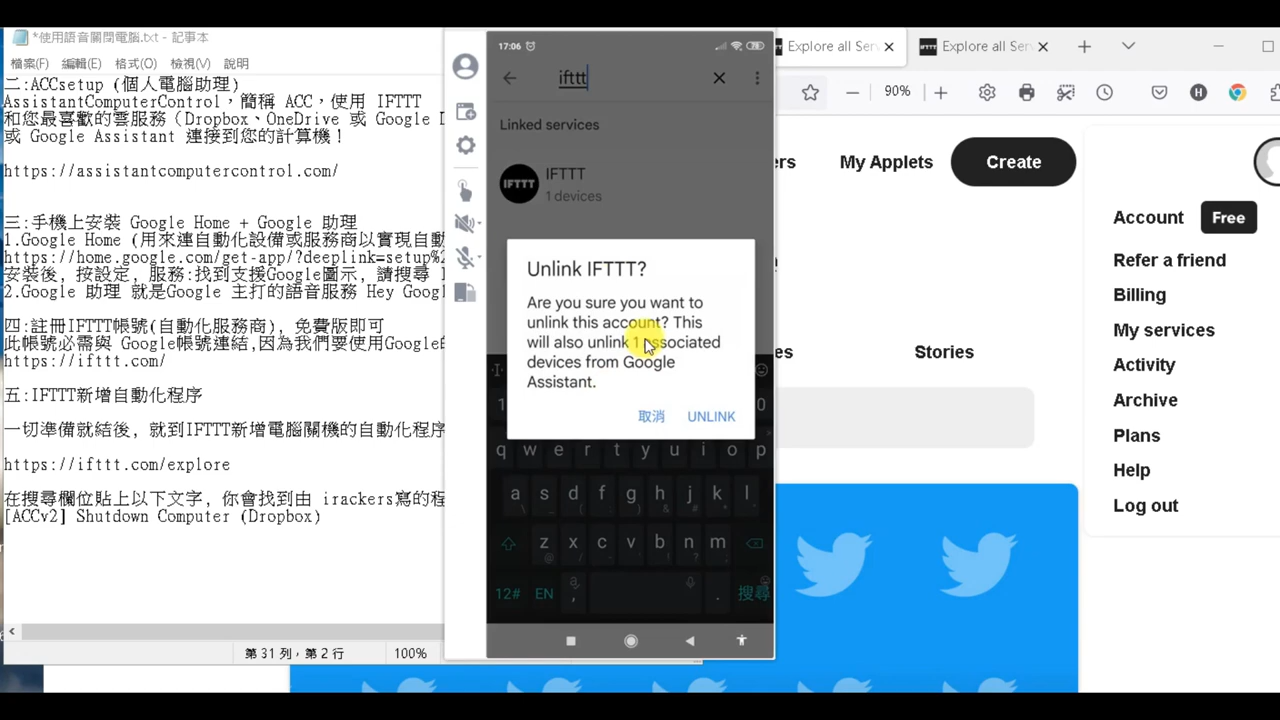 *使用語音關閉電腦.txt - 記事本
檔案(F) 編輯(E) 格式(O) 檢視(V) 說明
二:ACCsetup (個人電腦助理)
AssistantComputerControl，簡稱 ACC，使用 IFTTT
和您最喜歡的雲服務（Dropbox、OneDrive 或 Google
或 Google Assistant 連接到您的計算機！
https://assistantcomputercontrol.com/
三:手機上安裝 Google Home + Google 助理
1.Google Home (用來連自動化設備或服務商以實現自動
https://home.google.com/get-app/?deeplink=setup%2
安裝後, 按設定, 服務:找到支援Google圖示, 請搜尋
2.Google 助理 就是Google 主打的語音服務 Hey Goog
四:註冊IFTTT帳號(自動化服務商), 免費版即可
此帳號必需與 Google帳號連結,因為我們要使用Google的
https://ifttt.com/
五:IFTTT新增自動化程序
一切準備就結後, 就到IFTTT新增電腦關機的自動化程序
https://ifttt.com/explore
在搜尋欄位貼上以下文字, 你會找到由 irackers寫的程
[ACCv2] Shutdown Computer (Dropbox)
第 31 列，第 2 行
100%
17:06
ifttt
Linked services
IFTTT
IFTTT
1 devices
Unlink IFTTT?
Are you sure you want to
unlink this account? This
will also unlink 1 associated
devices from Google
Assistant.
取消 UNLINK
1 0
q w e r t y u i o p
a s d f g h j k l
z x c v b n m
12# EN , . 搜尋
Explore all Ser
IFTTT Explore all Ser
90%
H
ers My Applets Create
es Stories
Account Free
Refer a friend
Billing
My services
Activity
Archive
Plans
Help
Log out